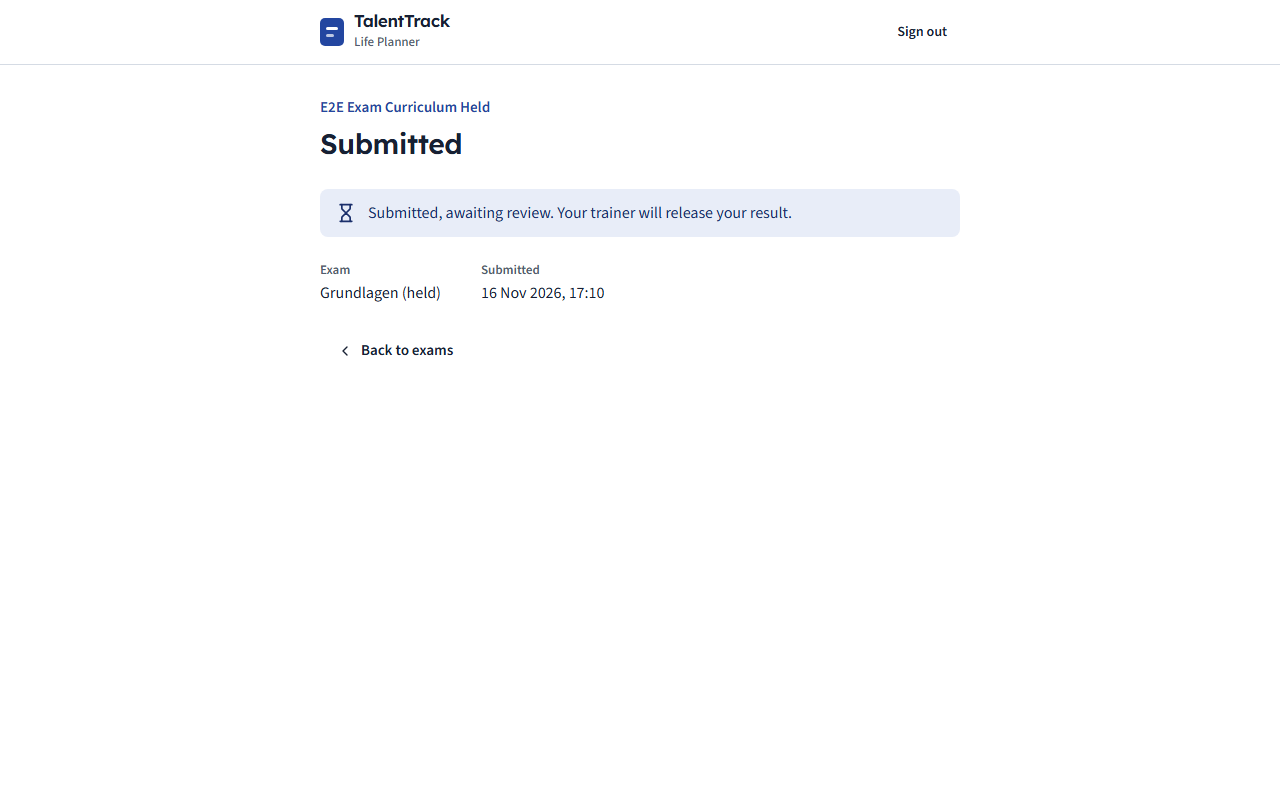 TalentTrack
Life Planner
Sign out
E2E Exam Curriculum Held
Submitted
Submitted, awaiting review. Your trainer will release your result.
Exam
Grundlagen (held)
Submitted
16 Nov 2026, 17:10
Back to exams